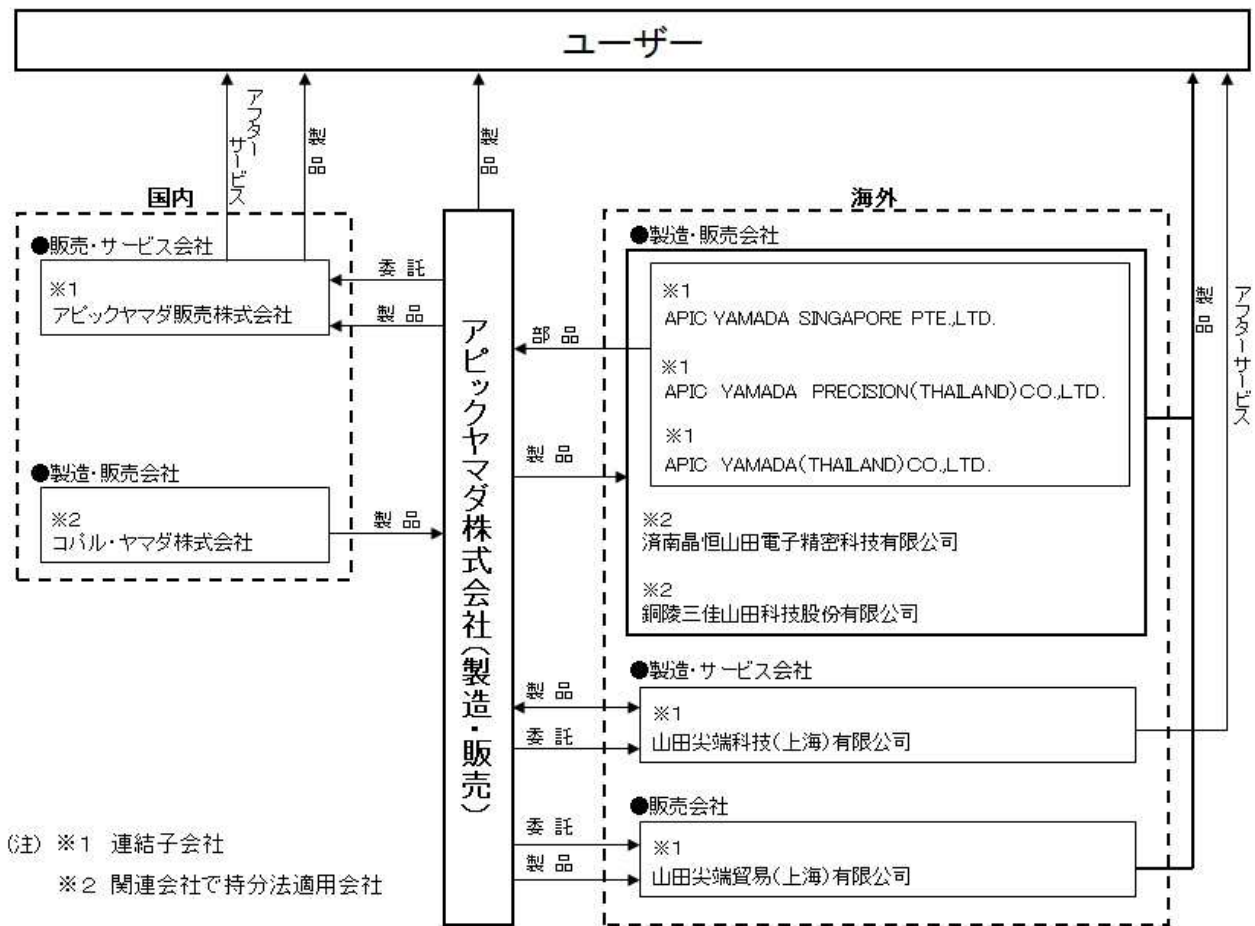 ユーザー
アフターサービス
製品
製品
製品
アフターサービス
国内
●販売・サービス会社
※1
アピックヤマダ販売株式会社
●製造・販売会社
※2
コパル・ヤマダ株式会社
委託
製品
製品
アピックヤマダ株式会社(製造・販売)
部品
製品
製品
委託
委託
製品
海外
●製造・販売会社
※1
APIC YAMADA SINGAPORE PTE.,LTD.
※1
APIC YAMADA PRECISION(THAILAND)CO.,LTD.
※1
APIC YAMADA(THAILAND)CO.,LTD.
※2
済南晶恒山田電子精密科技有限公司
※2
銅陵三佳山田科技股份有限公司
●製造・サービス会社
※1
山田尖端科技(上海)有限公司
●販売会社
※1
山田尖端貿易(上海)有限公司
(注) ※1 連結子会社
※2 関連会社で持分法適用会社